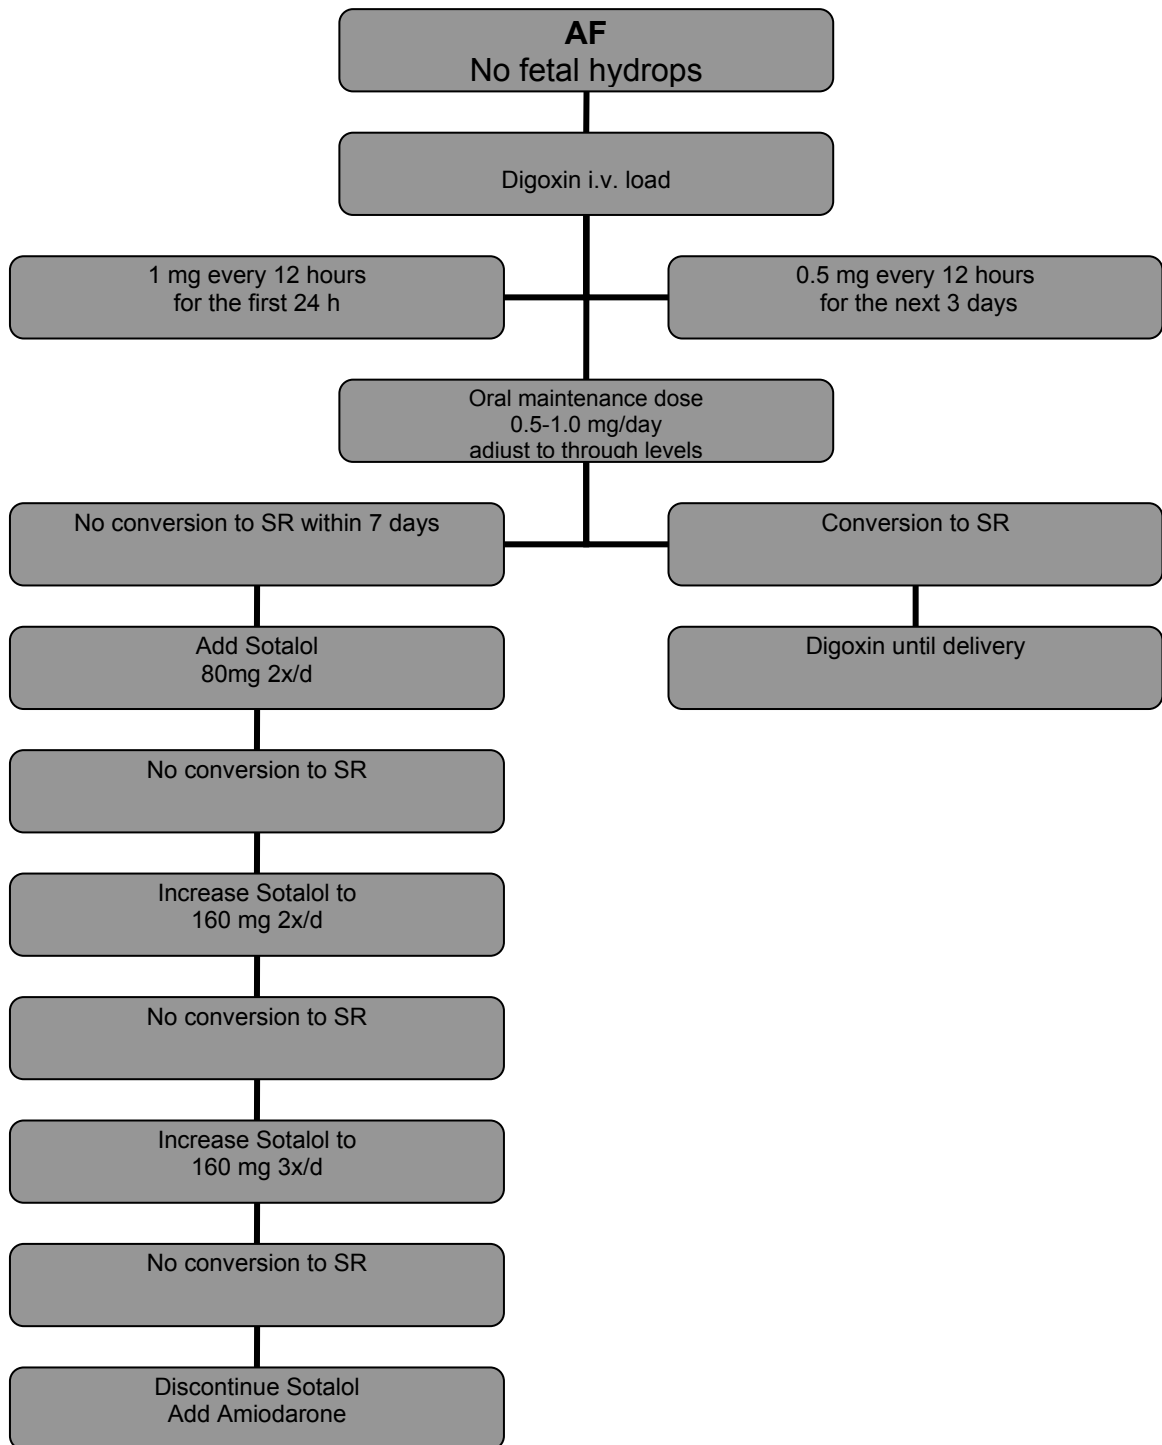 AF
No fetal hydrops
Digoxin i.v. load
1 mg every 12 hours
for the first 24 h
0.5 mg every 12 hours
for the next 3 days
Oral maintenance dose
0.5-1.0 mg/day
adjust to through levels
No conversion to SR within 7 days
Conversion to SR
Add Sotalol
80mg 2x/d
Digoxin until delivery
No conversion to SR
Increase Sotalol to
160 mg 2x/d
No conversion to SR
Increase Sotalol to
160 mg 3x/d
No conversion to SR
Discontinue Sotalol
Add Amiodarone